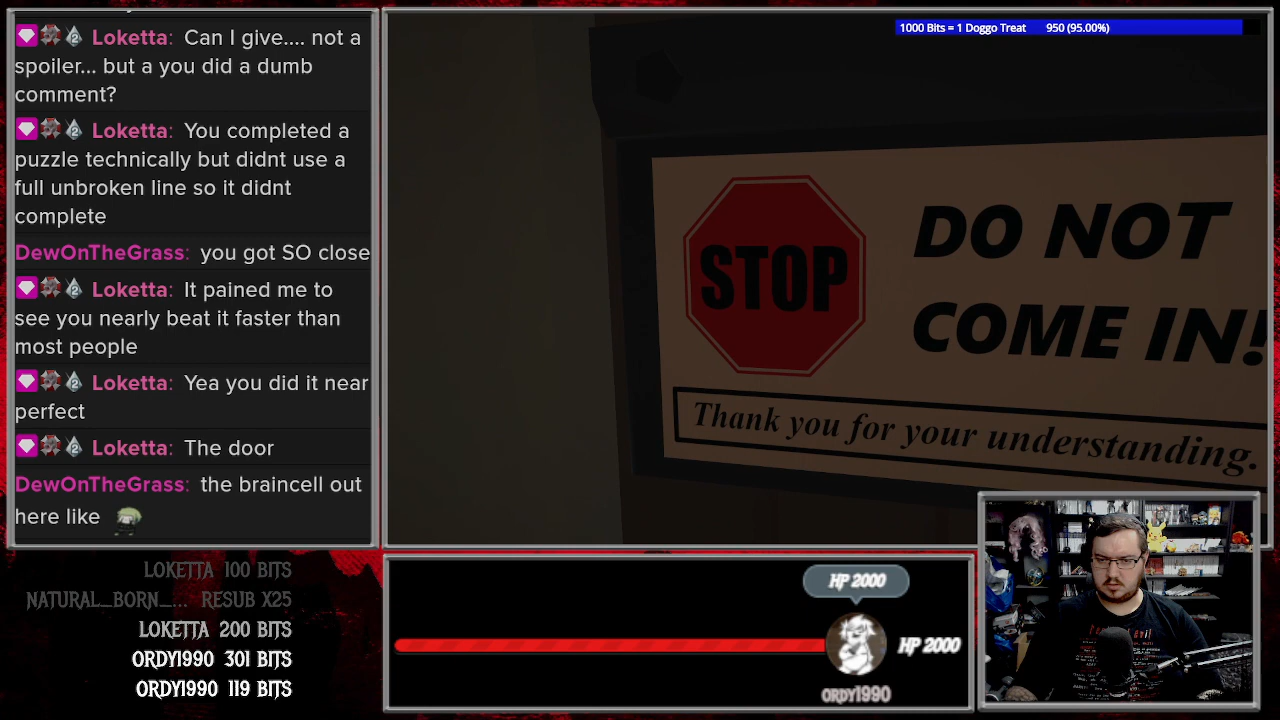 Loketta: Can I give.... not a
spoiler... but a you did a dumb
comment?
Loketta: You completed a
puzzle technically but didnt use a
full unbroken line so it didnt
complete
DewOnTheGrass: you got SO close
Loketta: It pained me to
see you nearly beat it faster than
most people
Loketta: Yea you did it near
perfect
Loketta: The door
DewOnTheGrass: the braincell out
here like
LOKETTA 100 BITS
NATURAL_BORN_... RESUB X25
LOKETTA 200 BITS
ORDY1990 301 BITS
ORDY1990 119 BITS
1000 Bits = 1 Doggo Treat 950 (95.00%)
STOP
DO NOT
COME IN!
Thank you for your understanding.
HP 2000
HP 2000
ORDY1990